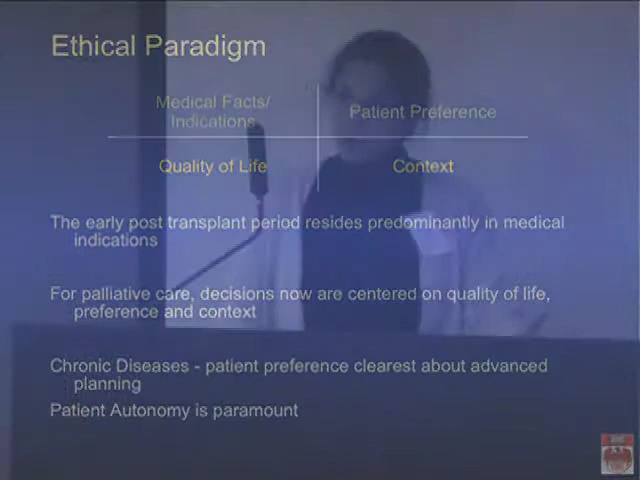 Ethical Paradigm
Medical Facts/
Indications
Patient Preference
Quality of Life
Context
The early post transplant period resides predominantly in medical
indications
For palliative care, decisions now are centered on quality of life,
preference and context
Chronic Diseases - patient preference clearest about advanced
planning
Patient Autonomy is paramount